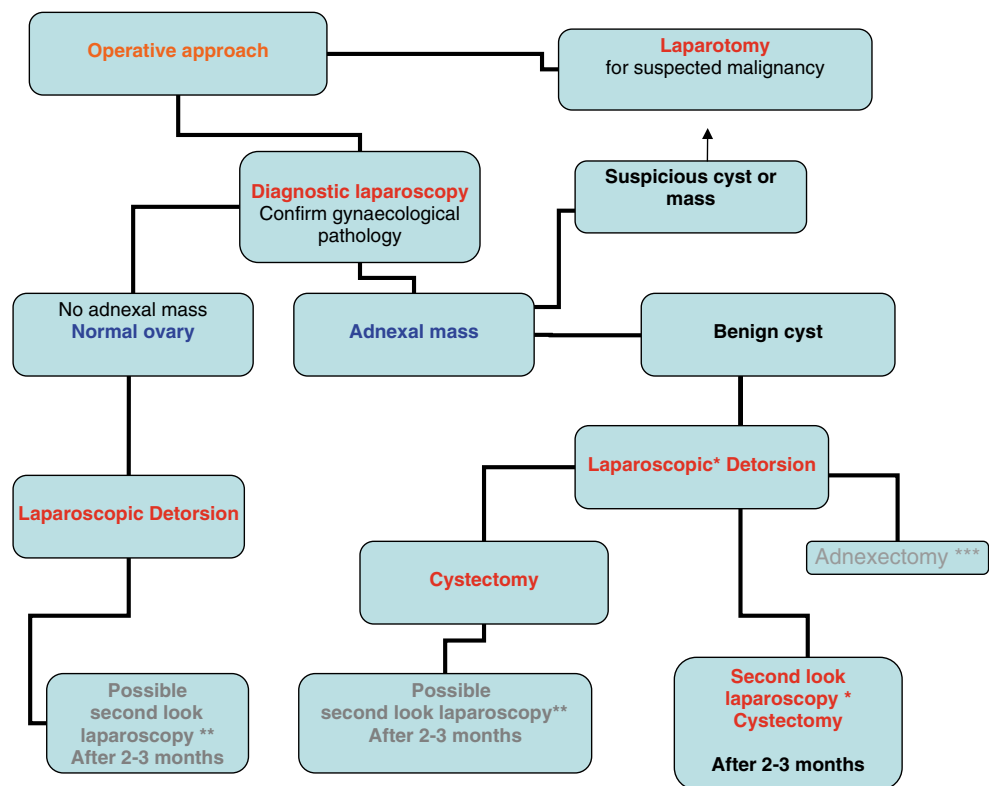 Operative approach
Laparotomy
for suspected malignancy
Suspicious cyst or
mass
Diagnostic laparoscopy
Confirm gynaecological
pathology
No adnexal mass
Normal ovary
Adnexal mass
Benign cyst
Laparoscopic Detorsion
Laparoscopic* Detorsion
Cystectomy
Adnexectomy ***
Possible
second look
laparoscopy **
After 2-3 months
Possible
second look laparoscopy**
After 2-3 months
Second look
laparoscopy *
Cystectomy
After 2-3 months